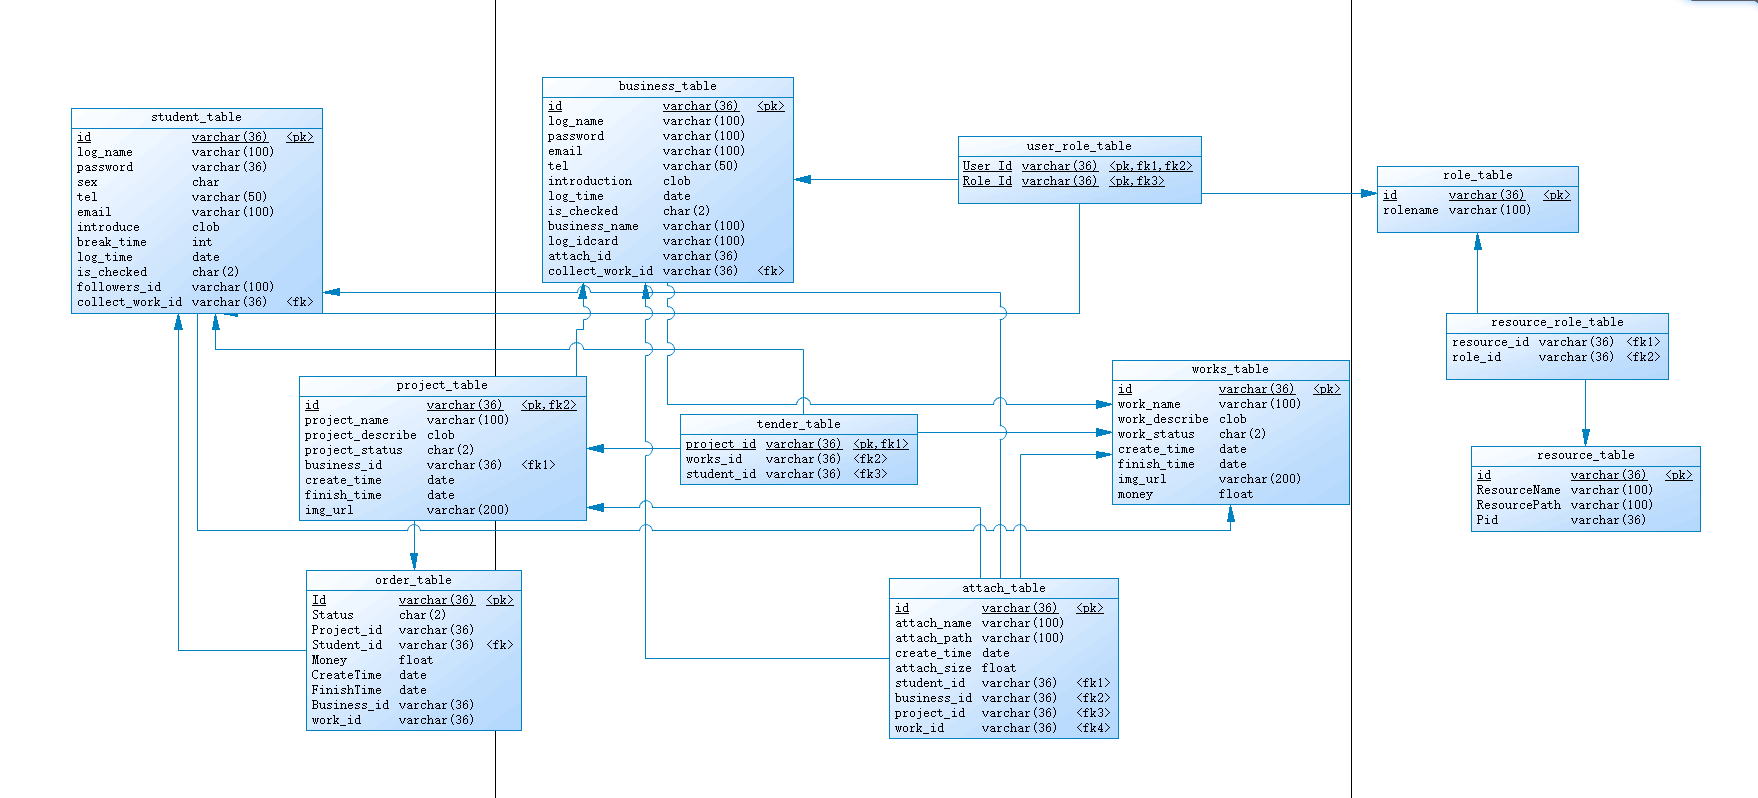 student_table
id varchar(36) <pk>
log_name varchar(100)
password varchar(36)
sex char
tel varchar(50)
email varchar(100)
introduce clob
break_time int
log_time date
is_checked char(2)
followers_id varchar(100)
collect_work_id varchar(36) <fk>
business_table
id varchar(36) <pk>
log_name varchar(100)
password varchar(100)
email varchar(100)
tel varchar(50)
introduction clob
log_time date
is_checked char(2)
business_name varchar(100)
log_idcard varchar(100)
attach_id varchar(36)
collect_work_id varchar(36) <fk>
user_role_table
User_Id varchar(36) <pk,fk1,fk2>
Role_Id varchar(36) <pk,fk3>
role_table
id varchar(36) <pk>
rolename varchar(100)
resource_role_table
resource_id varchar(36) <fk1>
role_id varchar(36) <fk2>
works_table
id varchar(36) <pk>
work_name varchar(100)
work_describe clob
work_status char(2)
create_time date
finish_time date
img_url varchar(200)
money float
project_table
id varchar(36) <pk,fk2>
project_name varchar(100)
project_describe clob
project_status char(2)
business_id varchar(36) <fk1>
create_time date
finish_time date
img_url varchar(200)
tender_table
project_id varchar(36) <pk,fk1>
works_id varchar(36) <fk2>
student_id varchar(36) <fk3>
resource_table
id varchar(36) <pk>
ResourceName varchar(100)
ResourcePath varchar(100)
Pid varchar(36)
order_table
Id varchar(36) <pk>
Status char(2)
Project_id varchar(36)
Student_id varchar(36) <fk>
Money float
CreateTime date
FinishTime date
Business_id varchar(36)
work_id varchar(36)
attach_table
id varchar(36) <pk>
attach_name varchar(100)
attach_path varchar(100)
create_time date
attach_size float
student_id varchar(36) <fk1>
business_id varchar(36) <fk2>
project_id varchar(36) <fk3>
work_id varchar(36) <fk4>